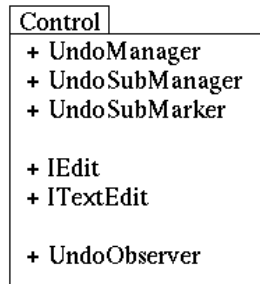 Control
+ UndoManager
+ UndoSubManager
+ UndoSubMarker
+ IEdit
+ ITextEdit
+ UndoObserver